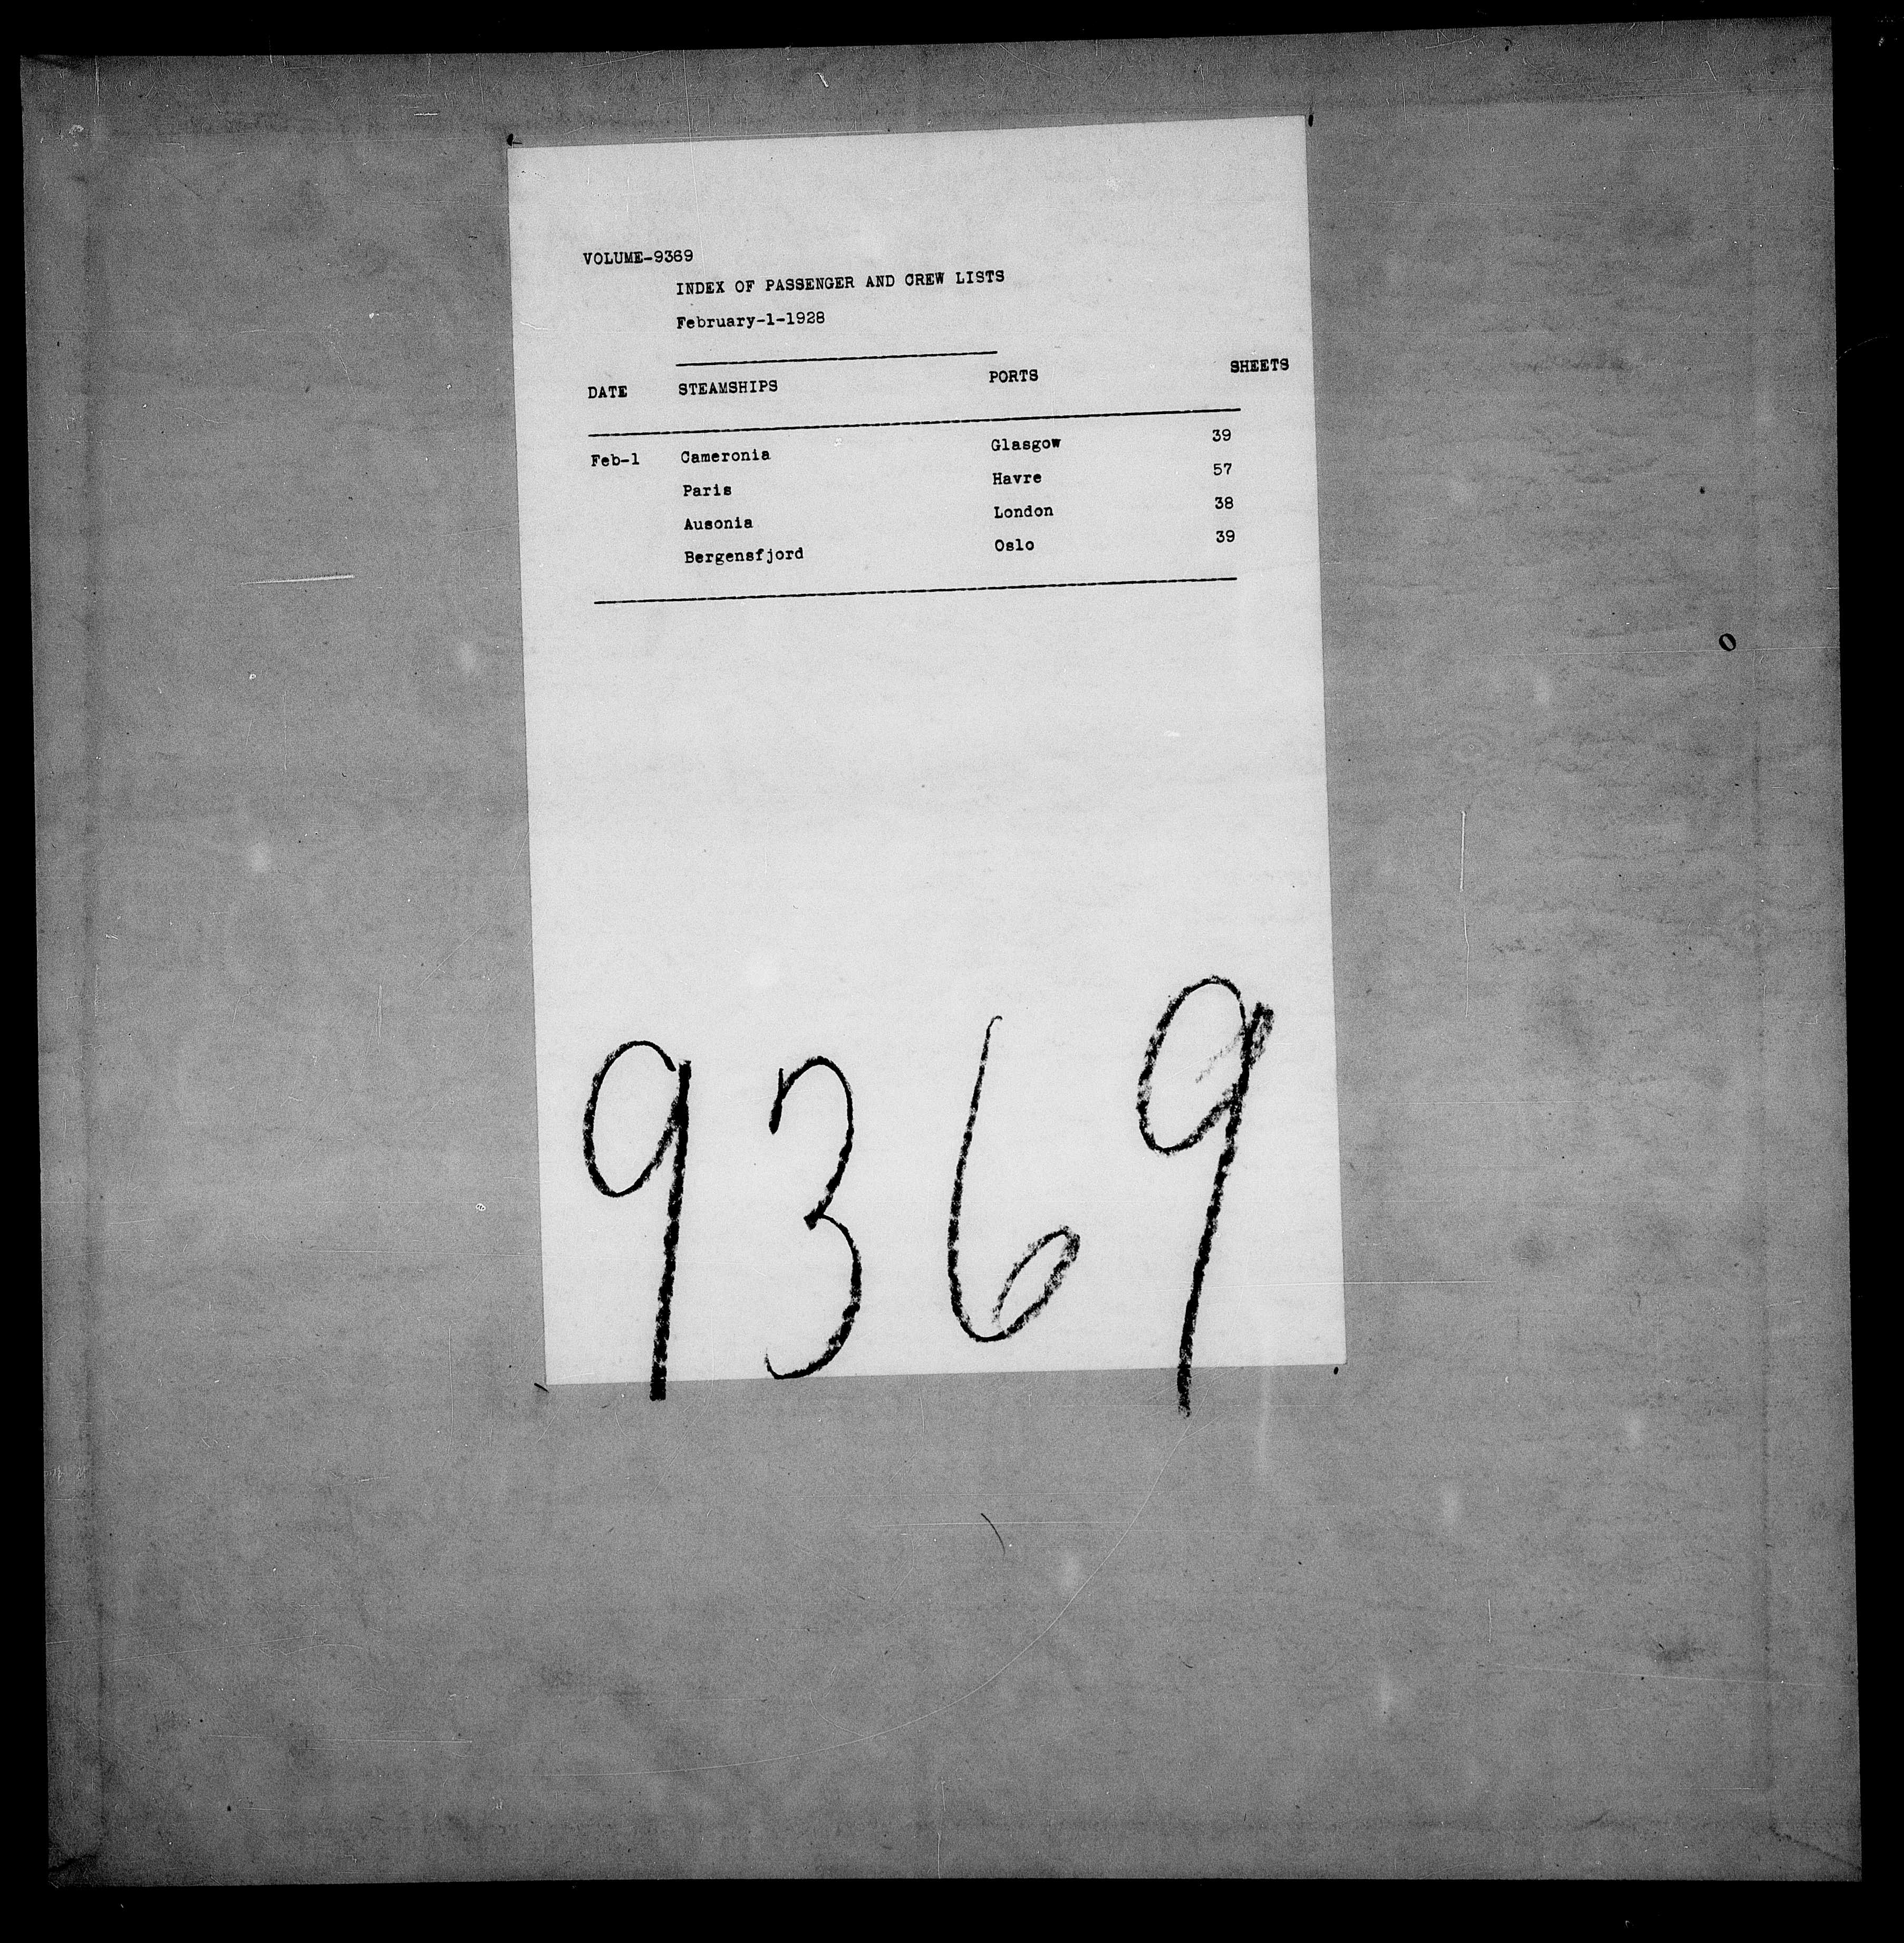 VOLUME-9369
INDEX OF PASSENGER AND CREW LISTS
February-1-1928
DATE STEAMSHIPS PORTS SHEETS
Feb-1 Cameronia Glasgow 39
Paris Havre 57
Ausonia London 38
Bergensfjord Oslo 39
9369